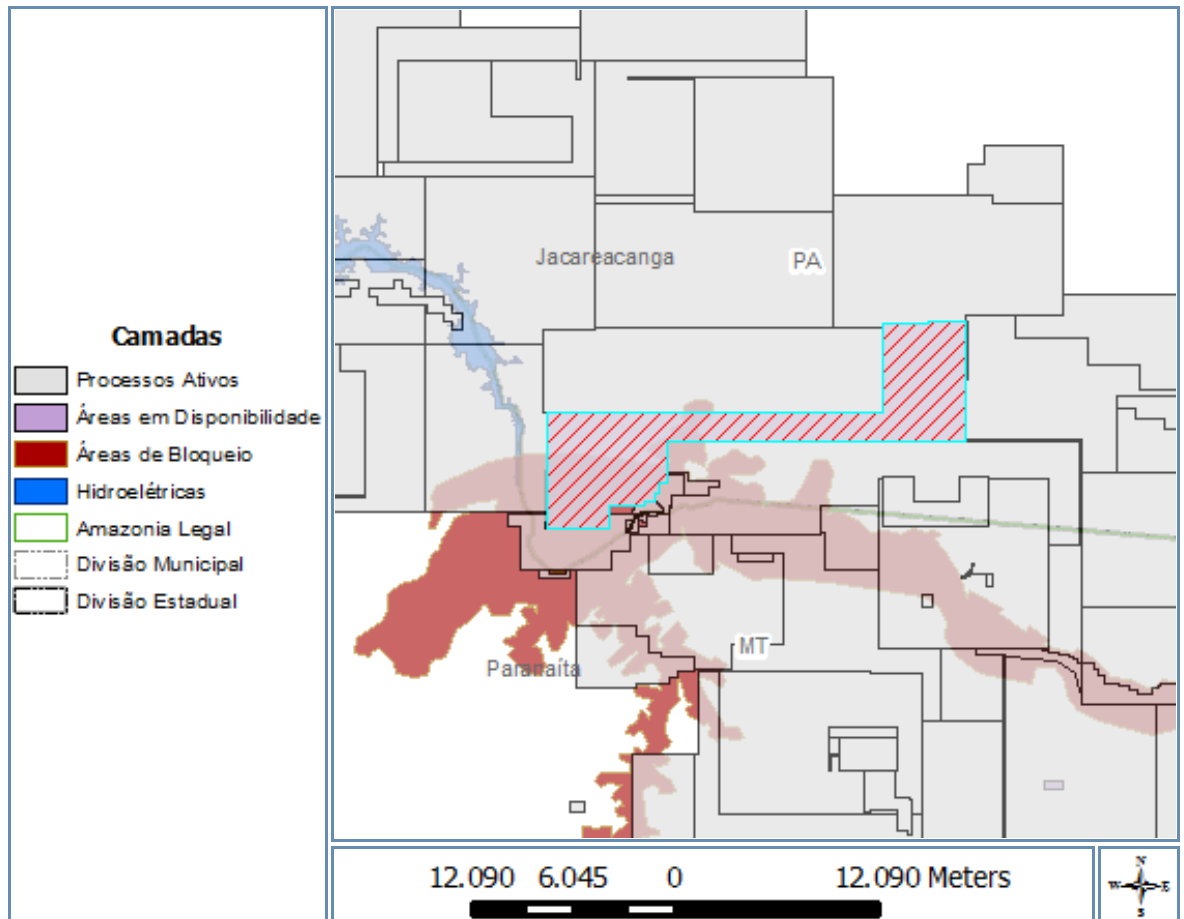 Camadas
Processos Ativos
Áreas em Disponibilidade
Áreas de Bloqueio
Hidroelétricas
Amazonia Legal
Divisão Municipal
Divisão Estadual
Jacareacanga
PA
MT
Paranaíta
12.090 6.045 0 12.090 Meters
N
W E
S